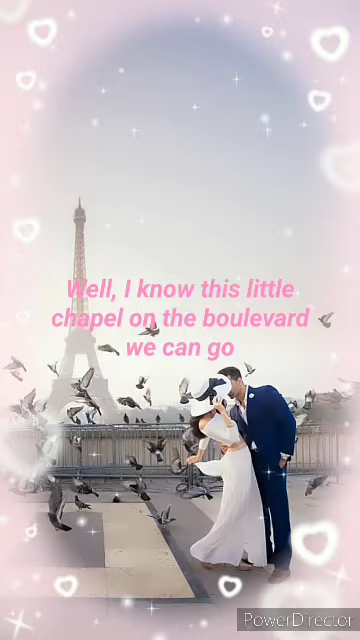 Well, I know this little
chapel on the boulevard
we can go
PowerDirector